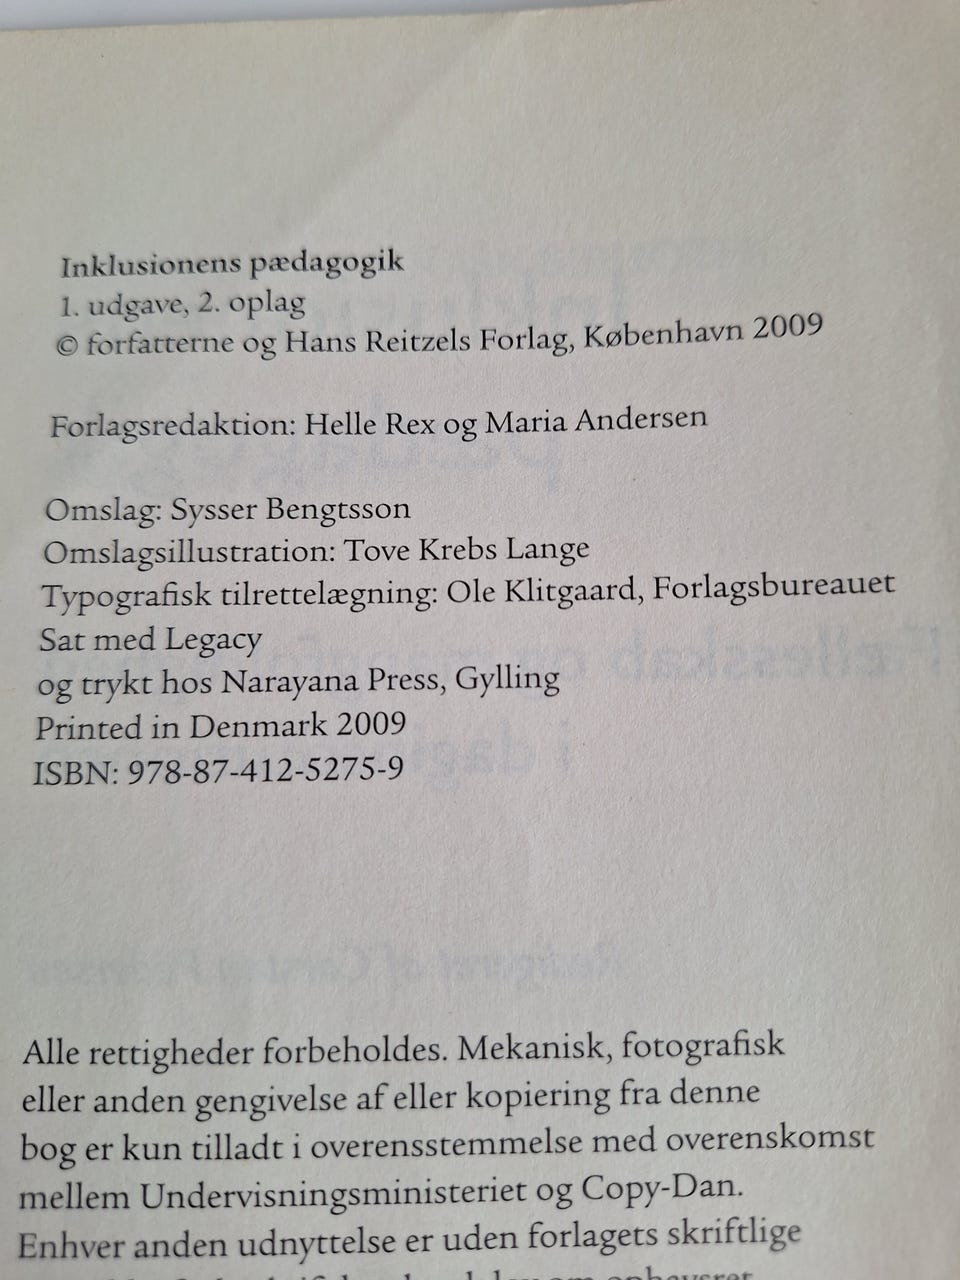 Inklusionens pædagogik
1. udgave, 2. oplag
© forfatterne og Hans Reitzels Forlag, København 2009
Forlagsredaktion: Helle Rex og Maria Andersen
Omslag: Sysser Bengtsson
Omslagsillustration: Tove Krebs Lange
Typografisk tilrettelægning: Ole Klitgaard, Forlagsbureauet
Sat med Legacy
og trykt hos Narayana Press, Gylling
Printed in Denmark 2009
ISBN: 978-87-412-5275-9
Alle rettigheder forbeholdes. Mekanisk, fotografisk
eller anden gengivelse af eller kopiering fra denne
bog er kun tilladt i overensstemmelse med overenskomst
mellem Undervisningsministeriet og Copy-Dan.
Enhver anden udnyttelse er uden forlagets skriftlige